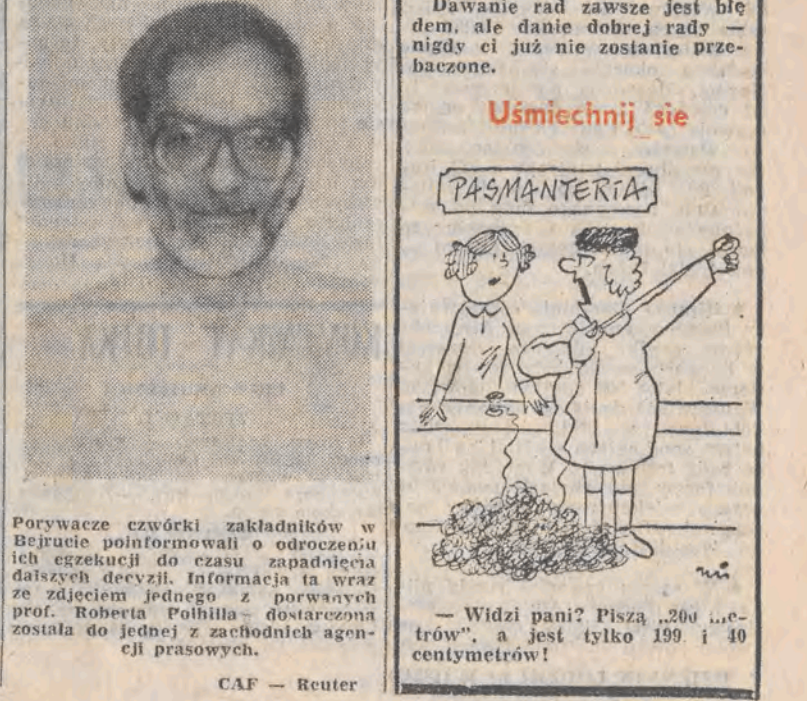 Porywacze czwórki zakładników w
Bejrucie poinformowali o odroczeniu
ich egzekucji do czasu zapadnięcia
dalszych decyzji. Informacja ta wraz
ze zdjęciem jednego z porwanych
prof. Roberta Polhilla dostarczona
została do jednej z zachodnich agen-
cji prasowych.
CAF — Reuter
Dawanie rad zawsze jest błę
dem, ale danie dobrej rady —
nigdy ci już nie zostanie prze-
baczone.
Uśmiechnij się
PASMANTERIA
— Widzi pani? Piszą „200 me-
trów”, a jest tylko 199 i 40
centymetrów!